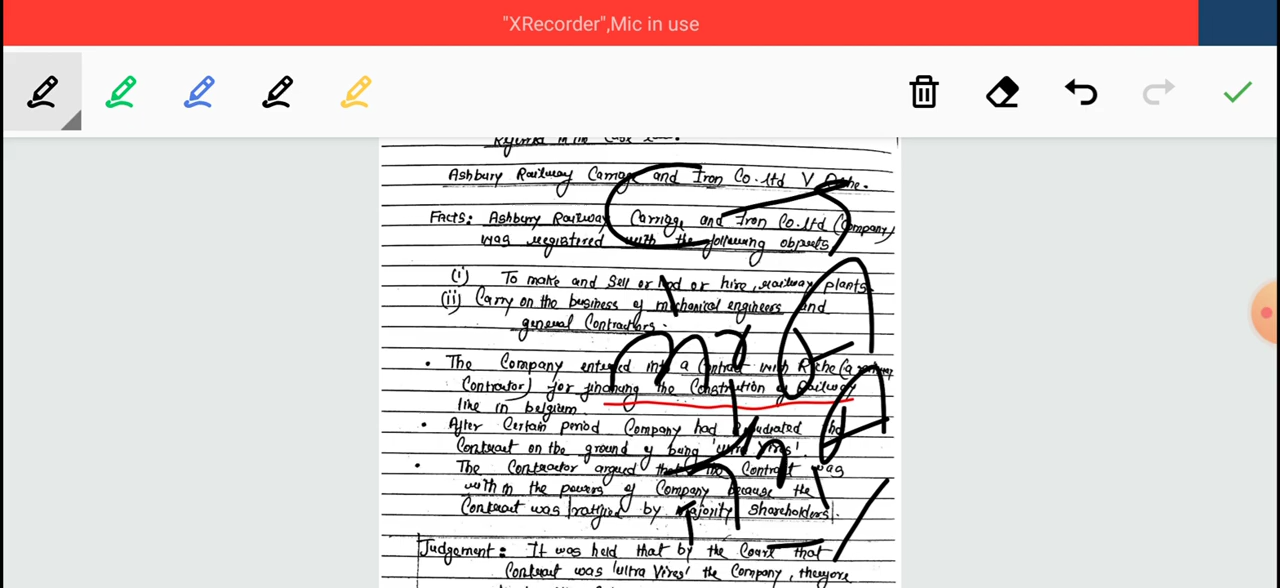 "XRecorder",Mic in use
Ashbury Railway Carriage and Iron Co. ltd V
Facts: Ashbury Railway Carriage and Iron Co. ltd (Company)
was registered with the following objects
(i) To make and sell or lend or hire, railway plants
(ii) Carry on the business of mechanical engineers and
general Contractors.
• The Company entered into a Contract with Riche (a
Contractor) for financing the Constrution of Railway
line in belgium.
• After Certain period Company had Repudiated the
Contract on the ground of being 'ultra Vires'.
• The Contractor argued that the Contract was
with in the powers of Company because the
Contract was ratified by majority shareholders.
Judgement: It was held that by the Court that
Contract was 'ultra Vires' the Company, therefore